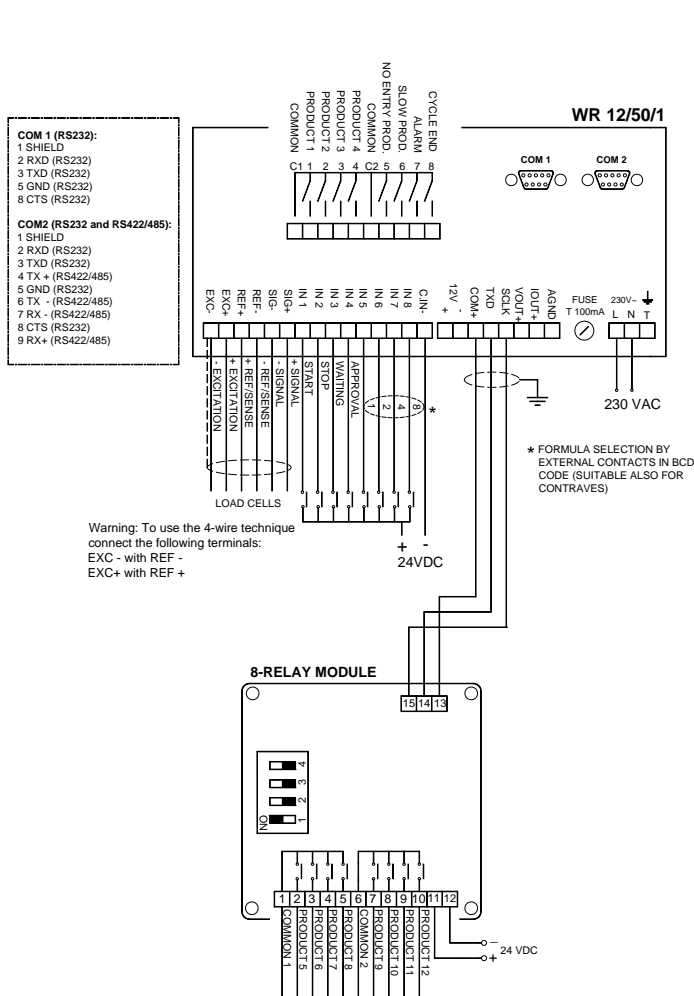 WR 12/50/1
COM 1 (RS232):
1 SHIELD
2 RXD (RS232)
3 TXD (RS232)
5 GND (RS232)
8 CTS (RS232)
COM2 (RS232 and RS422/485):
1 SHIELD
2 RXD (RS232)
3 TXD (RS232)
4 TX + (RS422/485)
5 GND (RS232)
6 TX - (RS422/485)
7 RX - (RS422/485)
8 CTS (RS232)
9 RX+ (RS422/485)
COMMON
PRODUCT 1
PRODUCT 2
PRODUCT 3
PRODUCT 4
COMMON
NO ENTRY PROD.
SLOW PROD.
ALARM
CYCLE END
C1 1 2 3 4 C2 5 6 7 8
COM 1
COM 2
EXC-
EXC+
REF+
REF-
SIG-
SIG+
IN 1
IN 2
IN 3
IN 4
IN 5
IN 6
IN 7
IN 8
C.IN-
12V
+ -
COM+
TXD
SCLK
VOUT+
IOUT+
AGND
FUSE
T 100mA
230V~
L N T
- EXCITATION
+ EXCITATION
+ REF/SENSE
- REF/SENSE
- SIGNAL
+ SIGNAL
START
STOP
WAITING
APPROVAL
1 2 4 8 *
230 VAC
* FORMULA SELECTION BY
EXTERNAL CONTACTS IN BCD
CODE (SUITABLE ALSO FOR
CONTRAVES)
LOAD CELLS
Warning: To use the 4-wire technique
connect the following terminals:
EXC - with REF -
EXC+ with REF +
+ -
24VDC
8-RELAY MODULE
15 14 13
4
3
2
1
ON
1 2 3 4 5 6 7 8 9 10 11 12
COMMON 1
PRODUCT 5
PRODUCT 6
PRODUCT 7
PRODUCT 8
COMMON 2
PRODUCT 9
PRODUCT 10
PRODUCT 11
PRODUCT 12
-
24 VDC
+